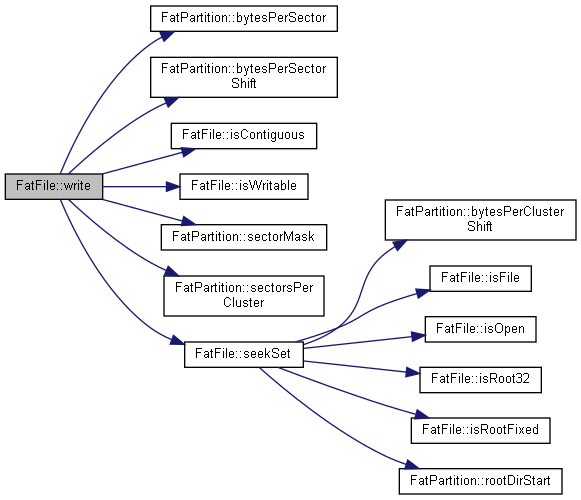 FatPartition::bytesPerSector
FatPartition::bytesPerSector
Shift
FatFile::isContiguous
FatFile::write
FatFile::isWritable
FatPartition::sectorMask
FatPartition::sectorsPer
Cluster
FatFile::seekSet
FatPartition::bytesPerCluster
Shift
FatFile::isFile
FatFile::isOpen
FatFile::isRoot32
FatFile::isRootFixed
FatPartition::rootDirStart